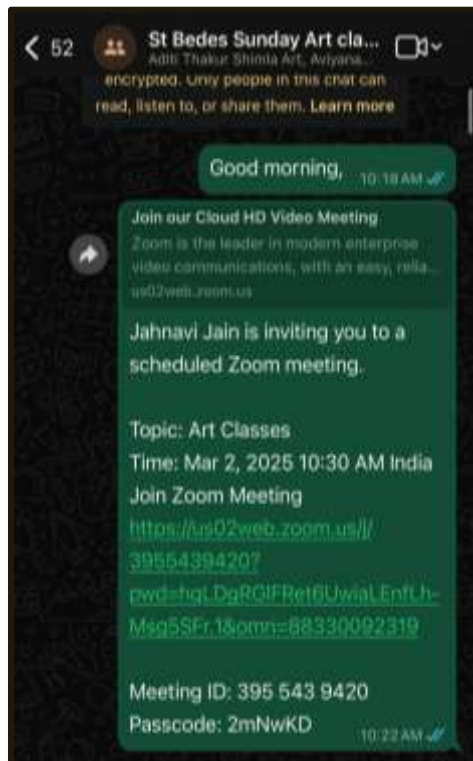 52
St Bedes Sunday Art cla...
Aditi Thakur Shimla Art, Aviyana...
encrypted. Only people in this chat can
read, listen to, or share them. Learn more
Good morning,
10:18 AM
Join our Cloud HD Video Meeting
Zoom is the leader in modern enterprise
video communications, with an easy, relia...
us02web.zoom.us
Jahnavi Jain is inviting you to a
scheduled Zoom meeting.
Topic: Art Classes
Time: Mar 2, 2025 10:30 AM India
Join Zoom Meeting
https://us02web.zoom.us/j/
3955439420?
Meeting ID: 395 543 9420
Passcode: 2mNwKD
10:22 AM